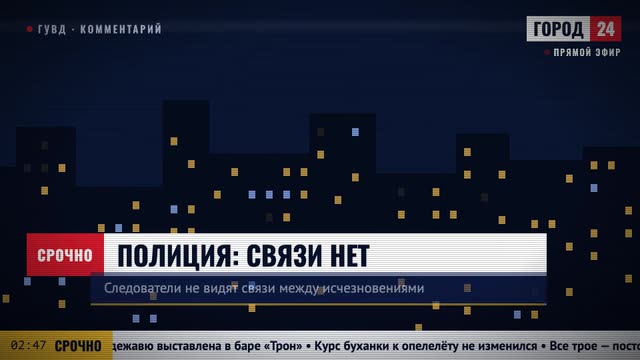 ГУВД · КОММЕНТАРИЙ
ГОРОД 24
ПРЯМОЙ ЭФИР
СРОЧНО
ПОЛИЦИЯ: СВЯЗИ НЕТ
Следователи не видят связи между исчезновениями
02:47 СРОЧНО дежавю выставлена в баре «Трон» • Курс буханки к опелелёту не изменился • Все трое —